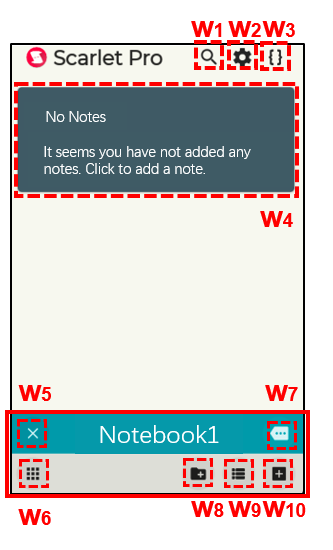 W1 W2 W3
Scarlet Pro
{}
No Notes
It seems you have not added any
notes. Click to add a note.
W4
W5
W7
Notebook1
W6
W8 W9 W10